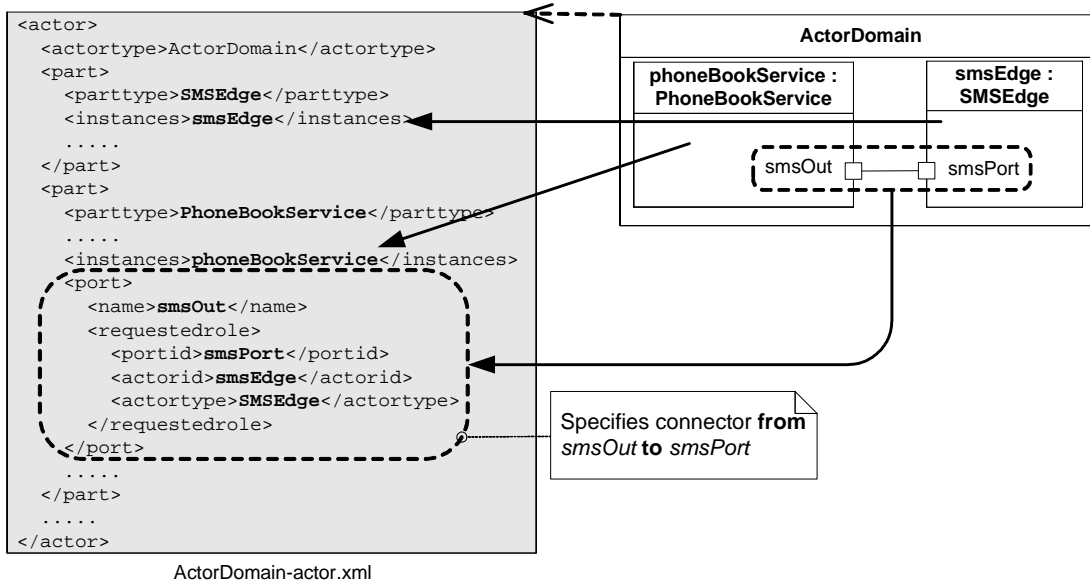 <actor>
<actortype>ActorDomain</actortype>
<part>
<parttype>SMSEdge</parttype>
<instances>smsEdge</instances>
.....
</part>
<part>
<parttype>PhoneBookService</parttype>
.....
<instances>phoneBookService</instances>
<port>
<name>smsOut</name>
<requestedrole>
<portid>smsPort</portid>
<actorid>smsEdge</actorid>
<actortype>SMSEdge</actortype>
</requestedrole>
</port>
.....
</part>
.....
</actor>
ActorDomain-actor.xml
ActorDomain
phoneBookService :
PhoneBookService
smsEdge :
SMSEdge
smsOut
smsPort
Specifies connector from
smsOut to smsPort